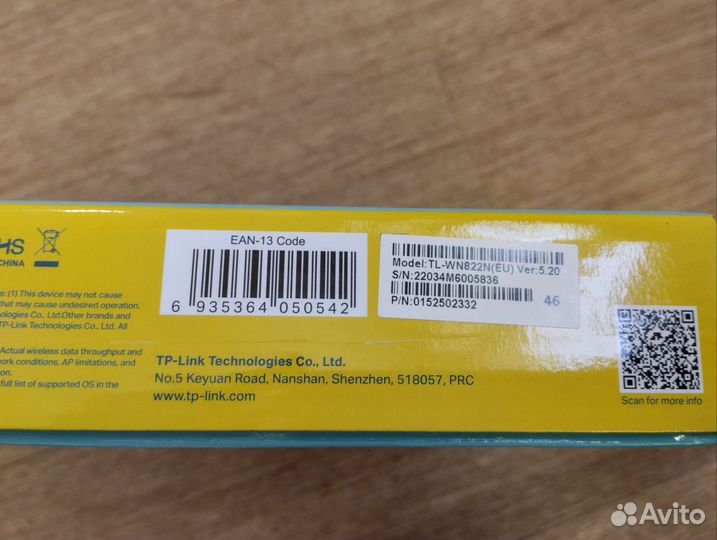 HS
CHINA
EAN-13 Code
6 935364 050542
Model:TL-WN822N(EU) Ver:5.20
S/N:22034M6005836
P/N:0152502332
46
s: (1) This device may not cause
that may cause undesired operation.
ologies Co., Ltd.Other brands and
TP-Link Technologies Co., Ltd. All
Actual wireless data throughput and
work conditions, AP limitations, and
on.
full list of supported OS in the
TP-Link Technologies Co., Ltd.
No.5 Keyuan Road, Nanshan, Shenzhen, 518057, PRC
www.tp-link.com
Scan for more info
Avito